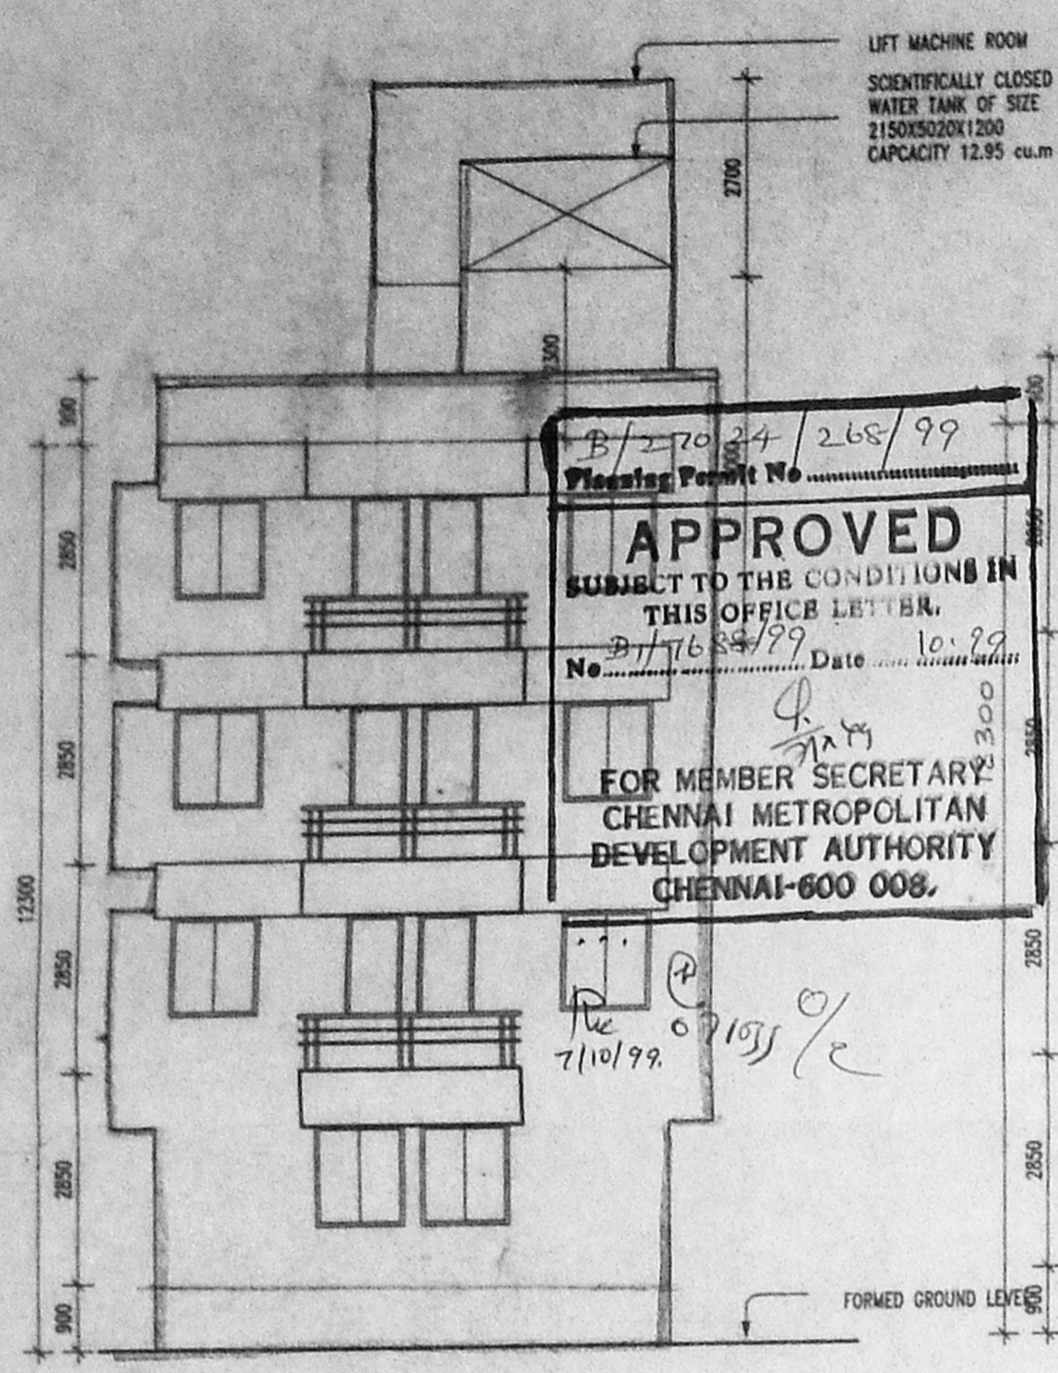 LIFT MACHINE ROOM
SCIENTIFICALLY CLOSED
WATER TANK OF SIZE
2150X5020X1200
CAPCACITY 12.95 cu.m
2700
900
B/27024/268/99
Planning Permit No
APPROVED
SUBJECT TO THE CONDITIONS IN
THIS OFFICE LETTER.
No Date 10.99
FOR MEMBER SECRETARY
CHENNAI METROPOLITAN
DEVELOPMENT AUTHORITY
CHENNAI-600 008.
7/10/99.
2850
2850
2850
2850
900
12300
2850
2850
2850
2850
900
FORMED GROUND LEVEL